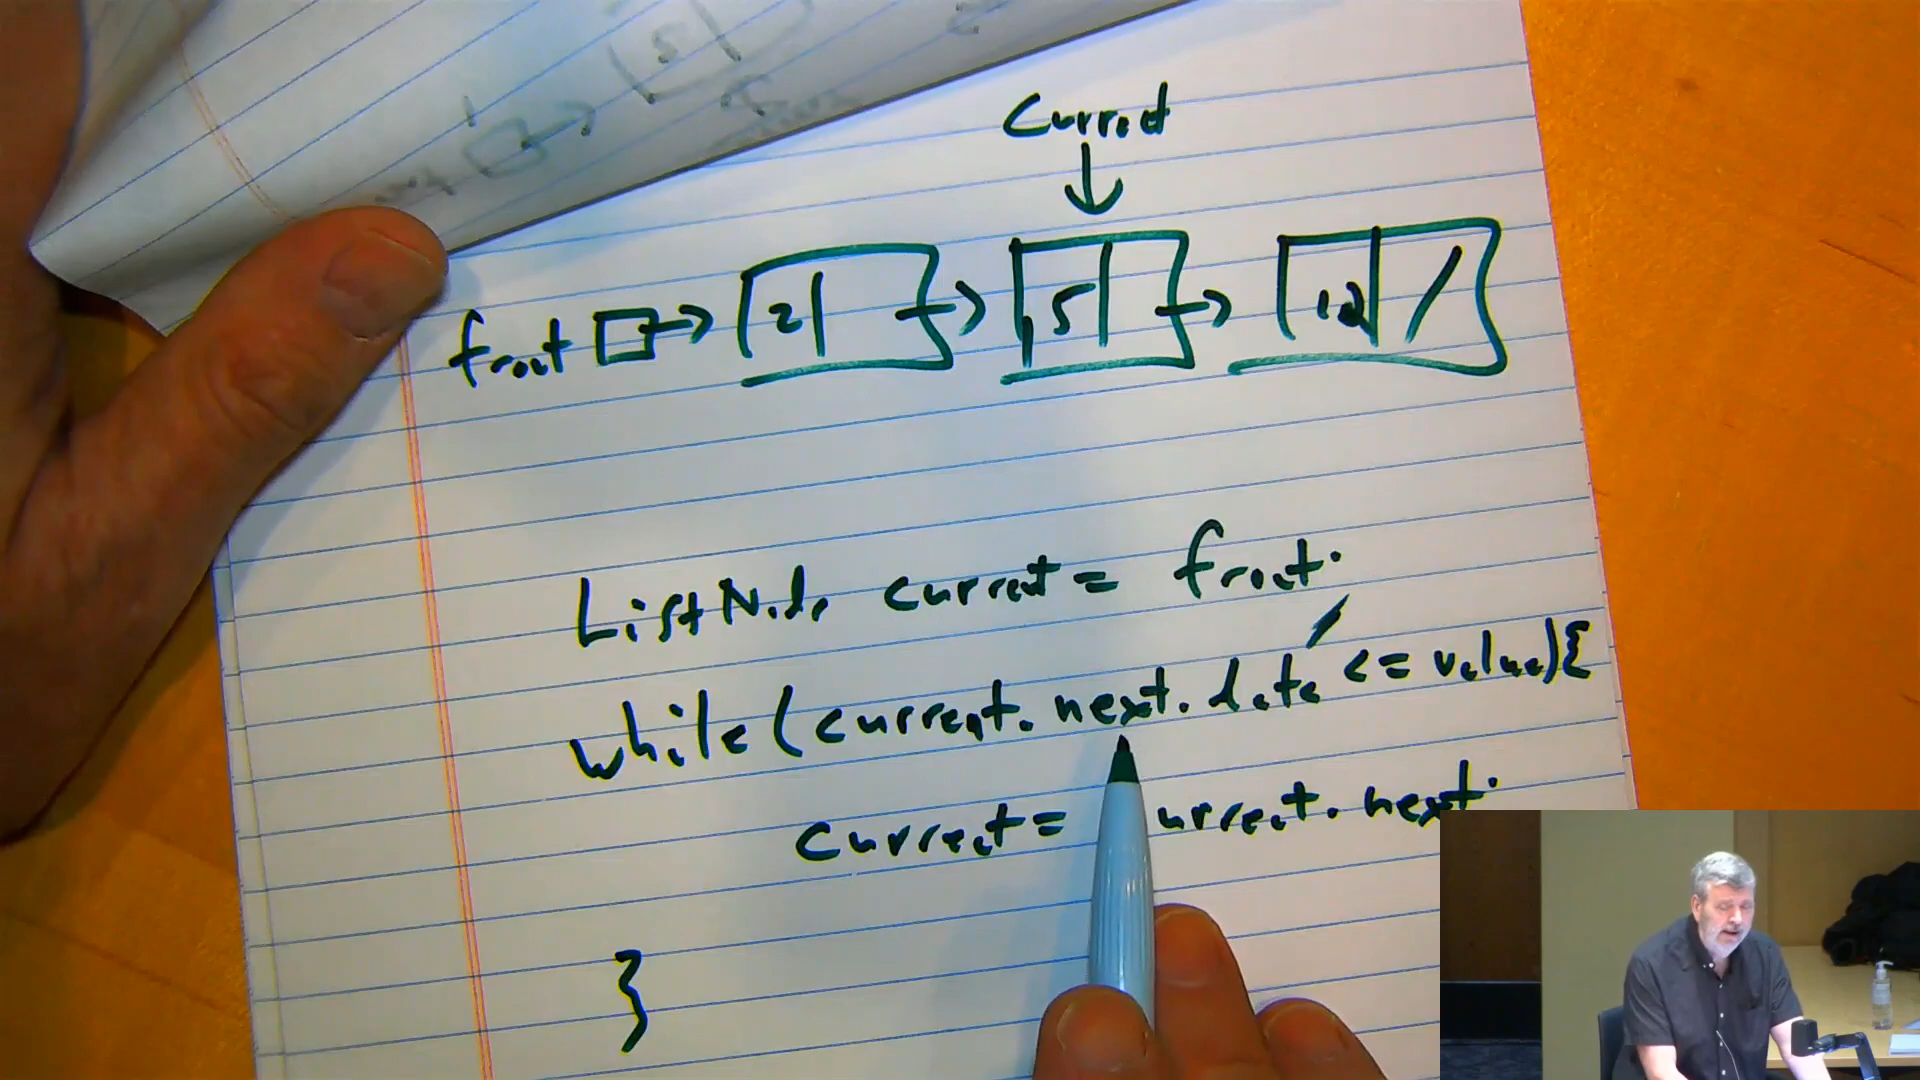 current
front 2 5 12
ListNode current = front;
while (current.next.data <= value) {
current = current.next;
}